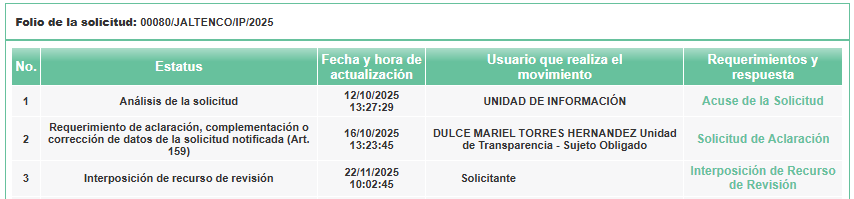 Folio de la solicitud: 00080/JALTENCO/IP/2025
No. Estatus Fecha y hora de actualización Usuario que realiza el movimiento Requerimientos y respuesta
1 Análisis de la solicitud 12/10/2025 13:27:29 UNIDAD DE INFORMACIÓN Acuse de la Solicitud
2 Requerimiento de aclaración, complementación o corrección de datos de la solicitud notificada (Art. 159) 16/10/2025 13:23:45 DULCE MARIEL TORRES HERNANDEZ Unidad de Transparencia - Sujeto Obligado Solicitud de Aclaración
3 Interposición de recurso de revisión 22/11/2025 10:02:45 Solicitante Interposición de Recurso de Revisión